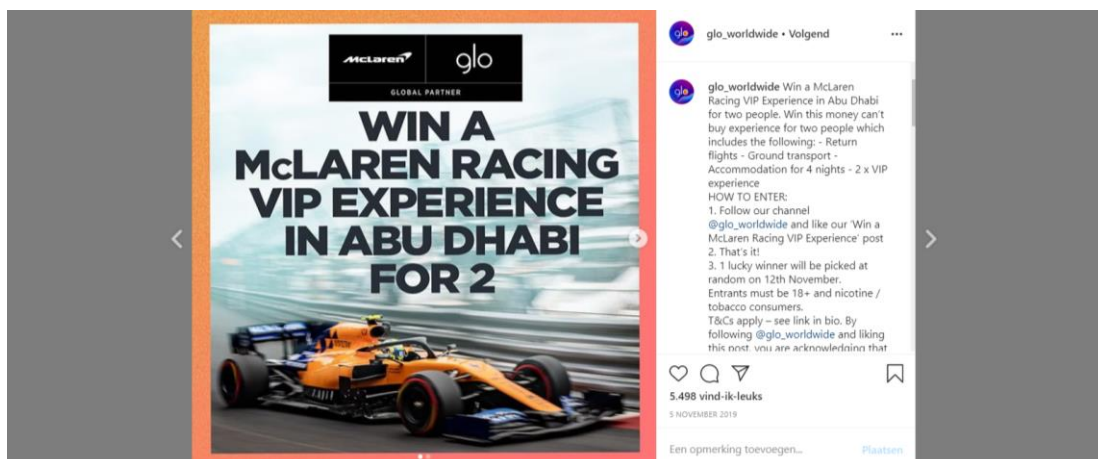 McLaren
glo
GLOBAL PARTNER
WIN A
McLAREN RACING
VIP EXPERIENCE
IN ABU DHABI
FOR 2
glo
glo_worldwide • Volgend
glo
glo_worldwide Win a McLaren
Racing VIP Experience in Abu Dhabi
for two people. Win this money can't
buy experience for two people which
includes the following: - Return
flights - Ground transport -
Accommodation for 4 nights - 2 x VIP
experience
HOW TO ENTER:
1. Follow our channel
@glo_worldwide and like our 'Win a
McLaren Racing VIP Experience' post
2. That's it!
3. 1 lucky winner will be picked at
random on 12th November.
Entrants must be 18+ and nicotine /
tobacco consumers.
T&Cs apply – see link in bio. By
following @glo_worldwide and liking
this post, you are acknowledging that
5.498 vind-ik-leuks
5 NOVEMBER 2019
Een opmerking toevoegen...
Plaatsen